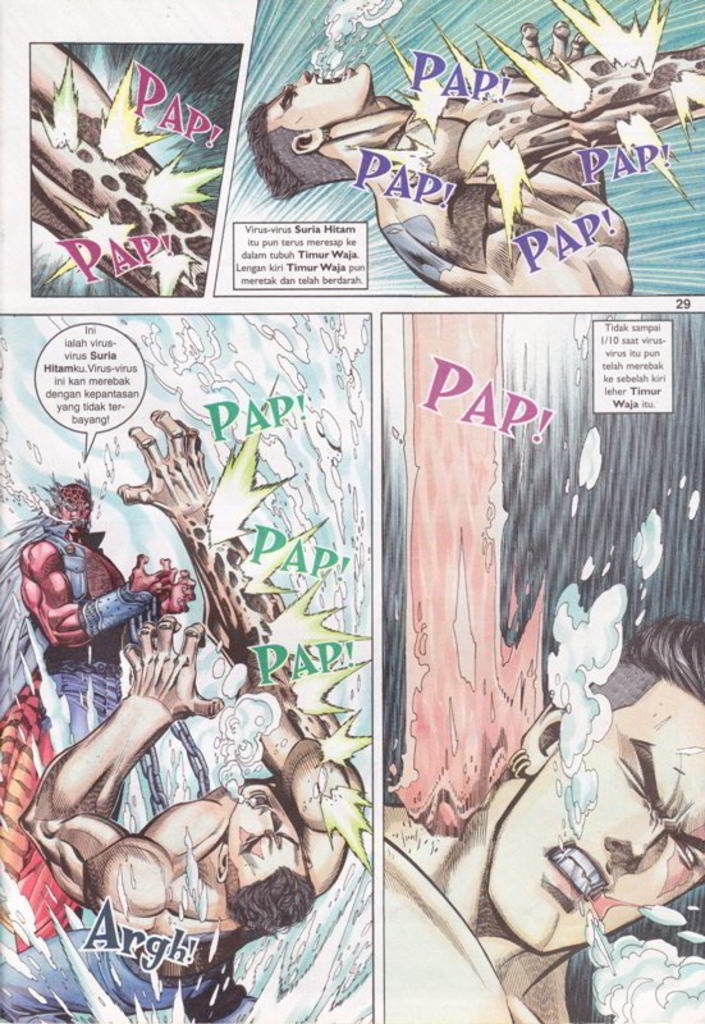 PAP
PAP!
PAP!
PAP!
PAP!
PAP!
PAP!
Virus-virus Suria Hitam
itu pun terus meresap ke
dalam tubuh Timur Waja.
Lengan kiri Timur Waja pun
meretak dan telah berdarah.
29
Ini
ialah virus-
virus Suria
Hitamku.Virus-virus
ini kan merebak
dengan kepantasan
yang tidak ter-
bayang!
PAP!
PAP!
PAP!
Argh!
Tidak sampai
1/10 saat virus-
virus itu pun
telah merebak
ke sebelah kiri
leher Timur
Waja itu.
PAP!